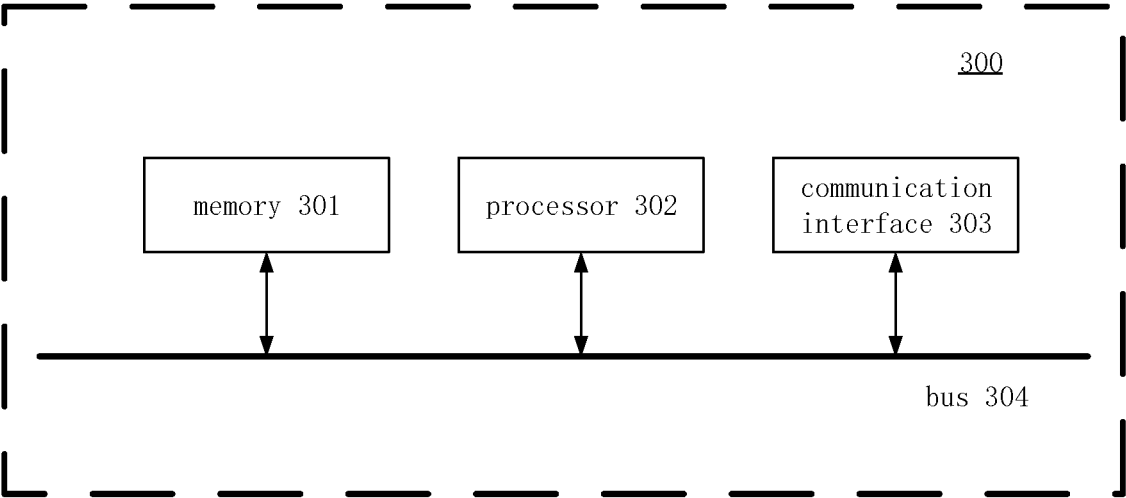 300
memory 301
processor 302
communication
interface 303
bus 304